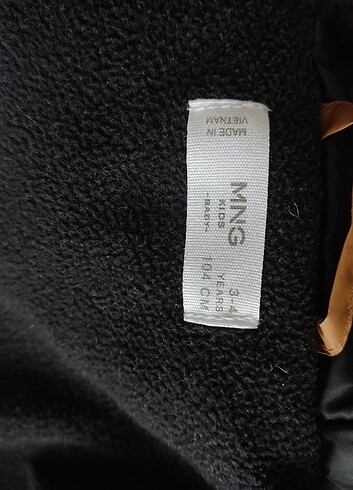 MADE IN
VIETNAM
MNG
KIDS
-BABY-
3-4
YEARS
104 CM